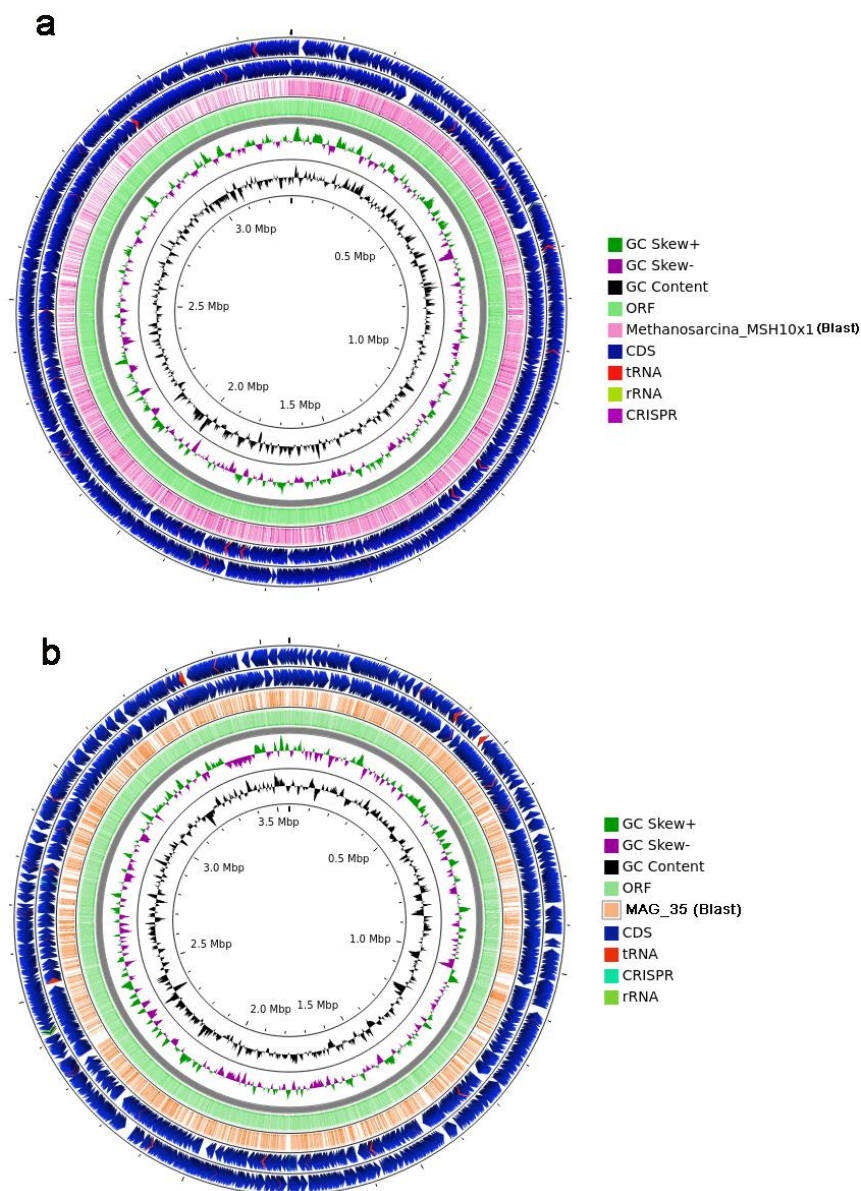 a
3.0 Mbp
0.5 Mbp
2.5 Mbp
1.0 Mbp
2.0 Mbp
1.5 Mbp
GC Skew+
GC Skew-
GC Content
ORF
Methanosarcina_MSH10x1 (Blast)
CDS
tRNA
rRNA
CRISPR
b
3.5 Mbp
3.0 Mbp
0.5 Mbp
2.5 Mbp
1.0 Mbp
2.0 Mbp
1.5 Mbp
GC Skew+
GC Skew-
GC Content
ORF
MAG_35 (Blast)
CDS
tRNA
CRISPR
rRNA